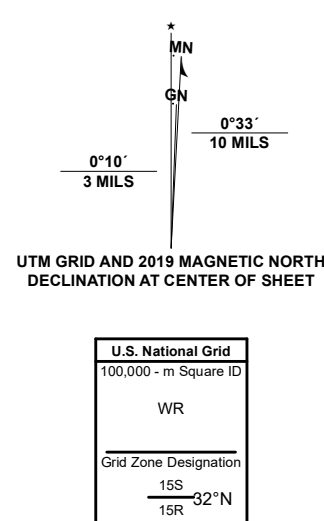 ★
MN
GN
0°33´
10 MILS
0°10´
3 MILS
UTM GRID AND 2019 MAGNETIC NORTH
DECLINATION AT CENTER OF SHEET
U.S. National Grid
100,000 - m Square ID
WR
Grid Zone Designation
15S
32°N
15R